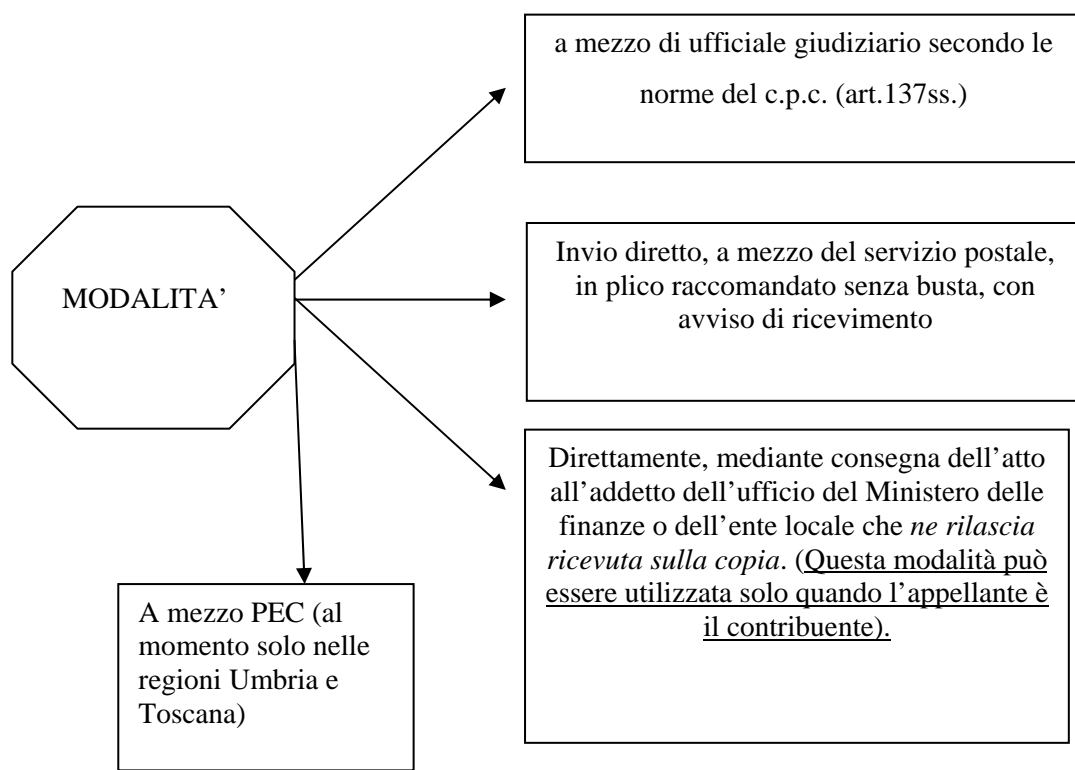 a mezzo di ufficiale giudiziario secondo le
norme del c.p.c. (art.137ss.)
MODALITA’
Invio diretto, a mezzo del servizio postale,
in plico raccomandato senza busta, con
avviso di ricevimento
Direttamente, mediante consegna dell’atto
all’addetto dell’ufficio del Ministero delle
finanze o dell’ente locale che ne rilascia
ricevuta sulla copia. (Questa modalità può
essere utilizzata solo quando l’appellante è
il contribuente).
A mezzo PEC (al
momento solo nelle
regioni Umbria e
Toscana)